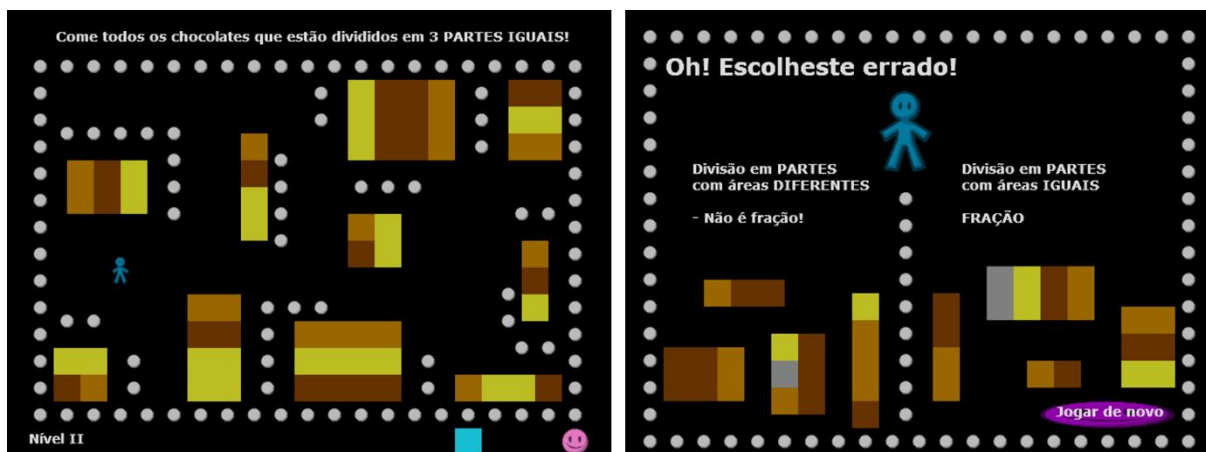 Come todos os chocolates que estão divididos em 3 PARTES IGUAIS!
Nível II
Oh! Escolheste errado!
Divisão em PARTES
com áreas DIFERENTES
- Não é fração!
Divisão em PARTES
com áreas IGUAIS
FRAÇÃO
Jogar de novo